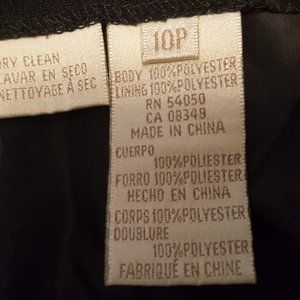 DRY CLEAN
LAVAR EN SECO
NETTOYAGE À SEC
10P
BODY 100%POLYESTER
LINING 100%POLYESTER
RN 54050
CA 08349
MADE IN CHINA
CUERPO
100%POLIESTER
FORRO 100%POLIESTER
HECHO EN CHINA
CORPS 100%POLYESTER
DOUBLURE
100%POLYESTER
FABRIQUÉ EN CHINE